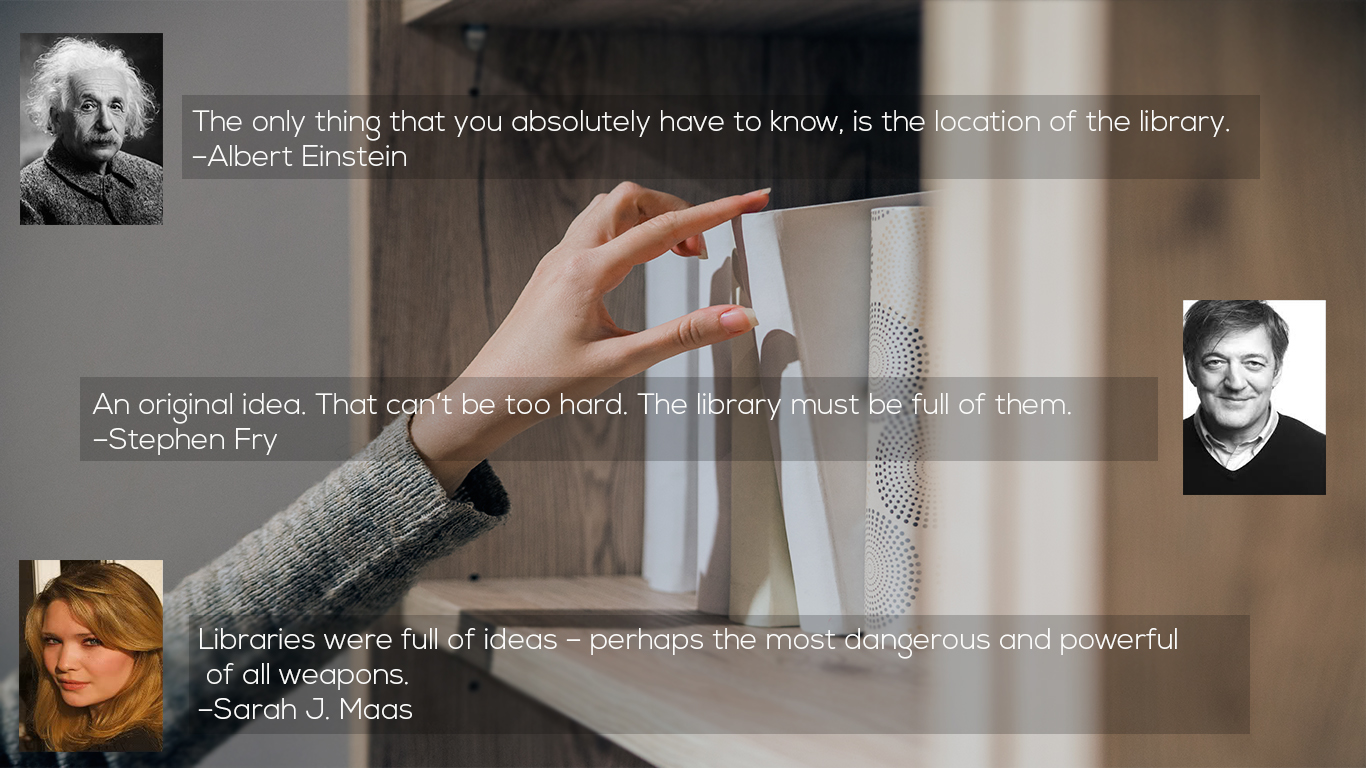 The only thing that you absolutely have to know, is the location of the library.
–Albert Einstein
An original idea. That can't be too hard. The library must be full of them.
–Stephen Fry
Libraries were full of ideas – perhaps the most dangerous and powerful
of all weapons.
–Sarah J. Maas